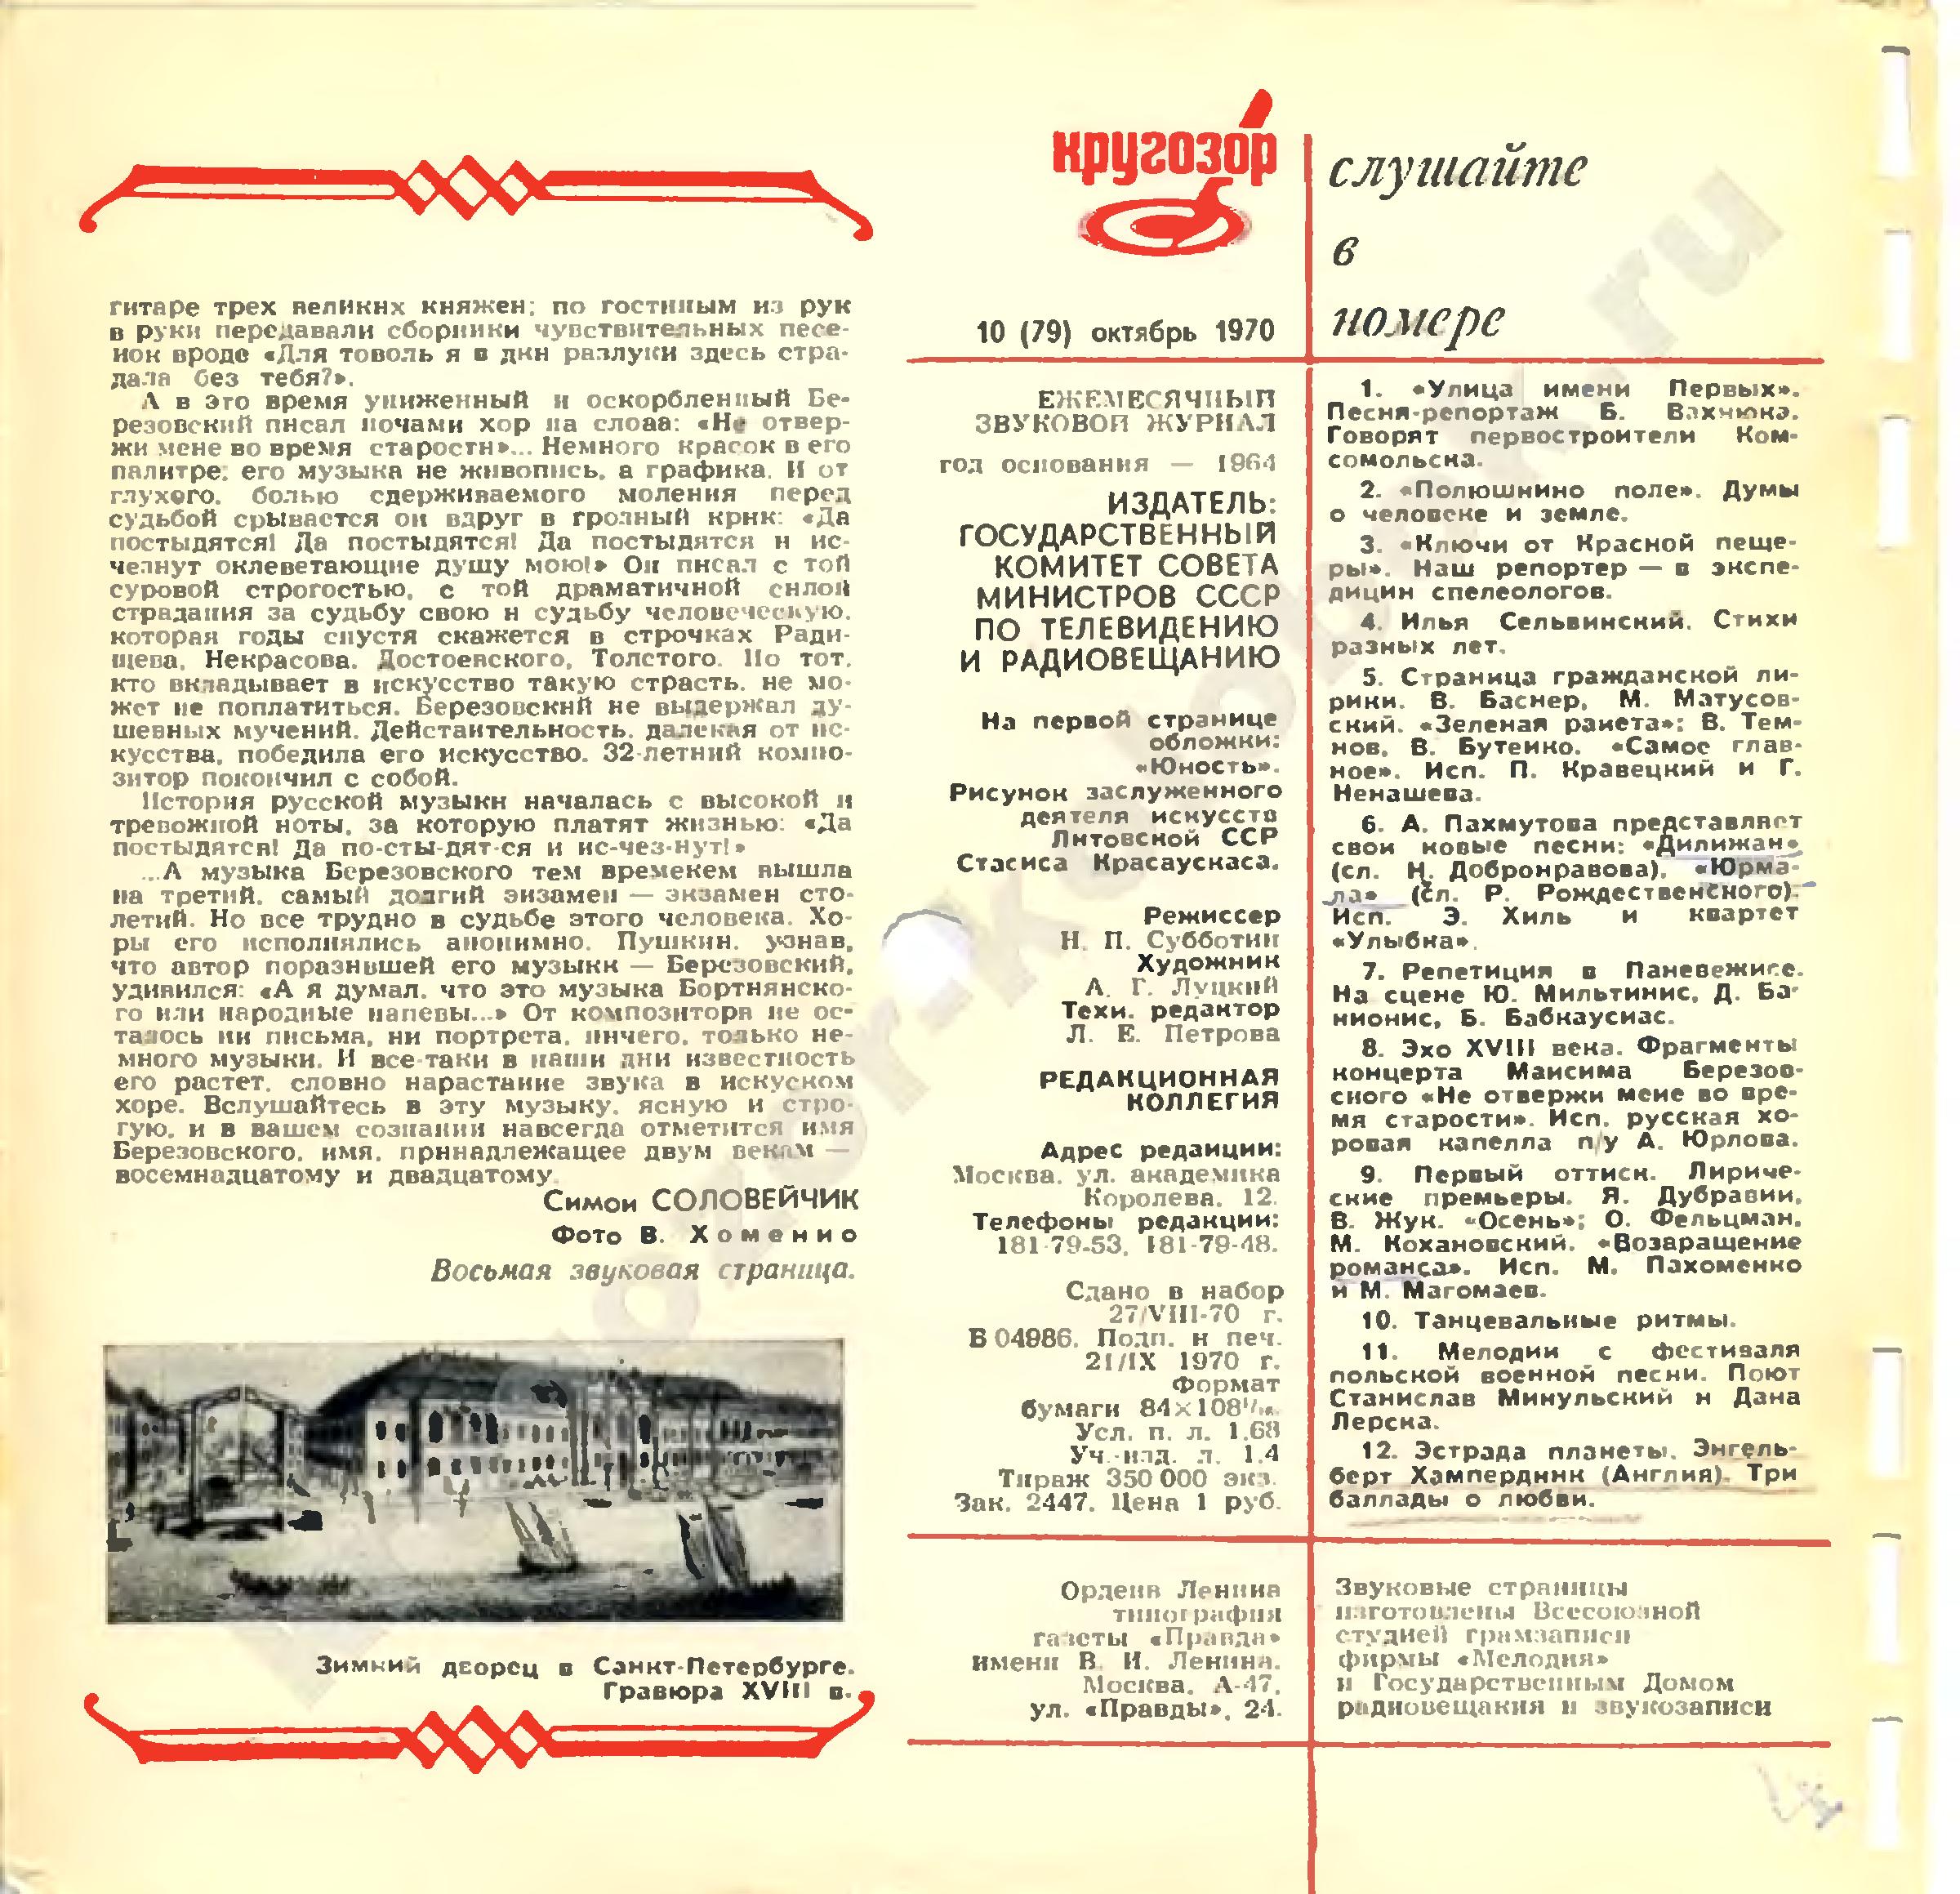 гитаре трех великих княжен; по гостиным из рук
в руки передавали сборники чувствительных песе-
нок вроде «Для товоль я в дни разлуки здесь стра-
дала без тебя?».
А в это время униженный и оскорбленный Бе-
резовский писал ночами хор на слова: «Не отвер-
жи мене во время старости»... Немного красок в его
палитре: его музыка не живопись, а графика. И от
глухого, болью сдерживаемого моления перед
судьбой срывается он вдруг в грозный крик: «Да
постыдятся! Да постыдятся! Да постыдятся и ис-
чезнут оклеветающие душу мою!» Он писал с той
суровой строгостью, с той драматичной силой
страдания за судьбу свою и судьбу человеческую,
которая годы спустя скажется в строчках Ради-
щева, Некрасова, Достоевского, Толстого. Но тот,
кто вкладывает в искусство такую страсть, не мо-
жет не поплатиться. Березовский не выдержал ду-
шевных мучений. Действительность, далекая от ис-
кусства, победила его искусство. 32-летний компо-
зитор покончил с собой.
История русской музыки началась с высокой и
тревожной ноты, за которую платят жизнью: «Да
постыдятся! Да по-сты-дят-ся и ис-чез-нут!»
...А музыка Березовского тем временем вышла
на третий, самый долгий экзамен — экзамен сто-
летий. Но все трудно в судьбе этого человека. Хо-
ры его исполнялись анонимно. Пушкин, узнав,
что автор поразившей его музыки — Березовский,
удивился: «А я думал, что это музыка Бортнянско-
го или народные напевы...» От композитора не ос-
талось ни письма, ни портрета, ничего, только не-
много музыки. И все-таки в наши дни известность
его растет, словно нарастание звука в искусном
хоре. Вслушайтесь в эту музыку, ясную и стро-
гую, и в вашем сознании навсегда отметится имя
Березовского, имя, принадлежащее двум векам —
восемнадцатому и двадцатому.
Симон СОЛОВЕЙЧИК
Фото В. Хоменко
Восьмая звуковая страница.
Зимний дворец в Санкт-Петербурге.
Гравюра XVIII в.
кругозор
10 (79) октябрь 1970
ЕЖЕМЕСЯЧНЫЙ
ЗВУКОВОЙ ЖУРНАЛ
год основания — 1964
ИЗДАТЕЛЬ:
ГОСУДАРСТВЕННЫЙ
КОМИТЕТ СОВЕТА
МИНИСТРОВ СССР
ПО ТЕЛЕВИДЕНИЮ
И РАДИОВЕЩАНИЮ
На первой странице
обложки:
«Юность».
Рисунок заслуженного
деятеля искусств
Литовской ССР
Стасиса Красаускаса.
Режиссер
Н. П. Субботин
Художник
А. Г. Луцкий
Техн. редактор
Л. Е. Петрова
РЕДАКЦИОННАЯ
КОЛЛЕГИЯ
Адрес редакции:
Москва, ул. академика
Королева, 12.
Телефоны редакции:
181-79-53, 181-79-48.
Сдано в набор
27/VIII-70 г.
Б 04986. Подп. к печ.
21/IX 1970 г.
Формат
бумаги 84×108
Усл. п. л. 1,68
Уч.-изд. л. 1,4
Тираж 350 000 экз.
Зак. 2447. Цена 1 руб.
Ордена Ленина
типография
газеты «Правда»
имени В. И. Ленина.
Москва, А-47,
ул. «Правды», 24.
слушайте
в
номере
1. «Улица имени Первых».
Песня-репортаж Б. Вахнюка.
Говорят первостроители Ком-
сомольска.
2. «Полюшкино поле». Думы
о человеке и земле.
3. «Ключи от Красной пеще-
ры». Наш репортер — в экспе-
диции спелеологов.
4. Илья Сельвинский. Стихи
разных лет.
5. Страница гражданской ли-
рики. В. Баснер, М. Матусов-
ский. «Зеленая ракета»; В. Тем-
нов, В. Бутенко. «Самое глав-
ное». Исп. П. Кравецкий и Г.
Ненашева.
6. А. Пахмутова представляет
свои новые песни: «Дилижан»
(сл. Н. Добронравова), «Юрма-
ла» (сл. Р. Рождественского).
Исп. Э. Хиль и квартет
«Улыбка».
7. Репетиция в Паневежисе.
На сцене Ю. Мильтинис, Д. Ба-
нионис, Б. Бабкаускас.
8. Эхо XVIII века. Фрагменты
концерта Максима Березов-
ского «Не отвержи мене во вре-
мя старости». Исп. русская хо-
ровая капелла п/у А. Юрлова.
9. Первый оттиск. Лириче-
ские премьеры. Я. Дубравин,
В. Жук. «Осень»; О. Фельцман,
М. Кохановский. «Возвращение
романса». Исп. М. Пахоменко
и М. Магомаев.
10. Танцевальные ритмы.
11. Мелодии с фестиваля
польской военной песни. Поют
Станислав Микульский и Дана
Лерска.
12. Эстрада планеты. Энгель-
берт Хампердинк (Англия). Три
баллады о любви.
Звуковые страницы
изготовлены Всесоюзной
студией грамзаписи
фирмы «Мелодия»
и Государственным Домом
радиовещания и звукозаписи